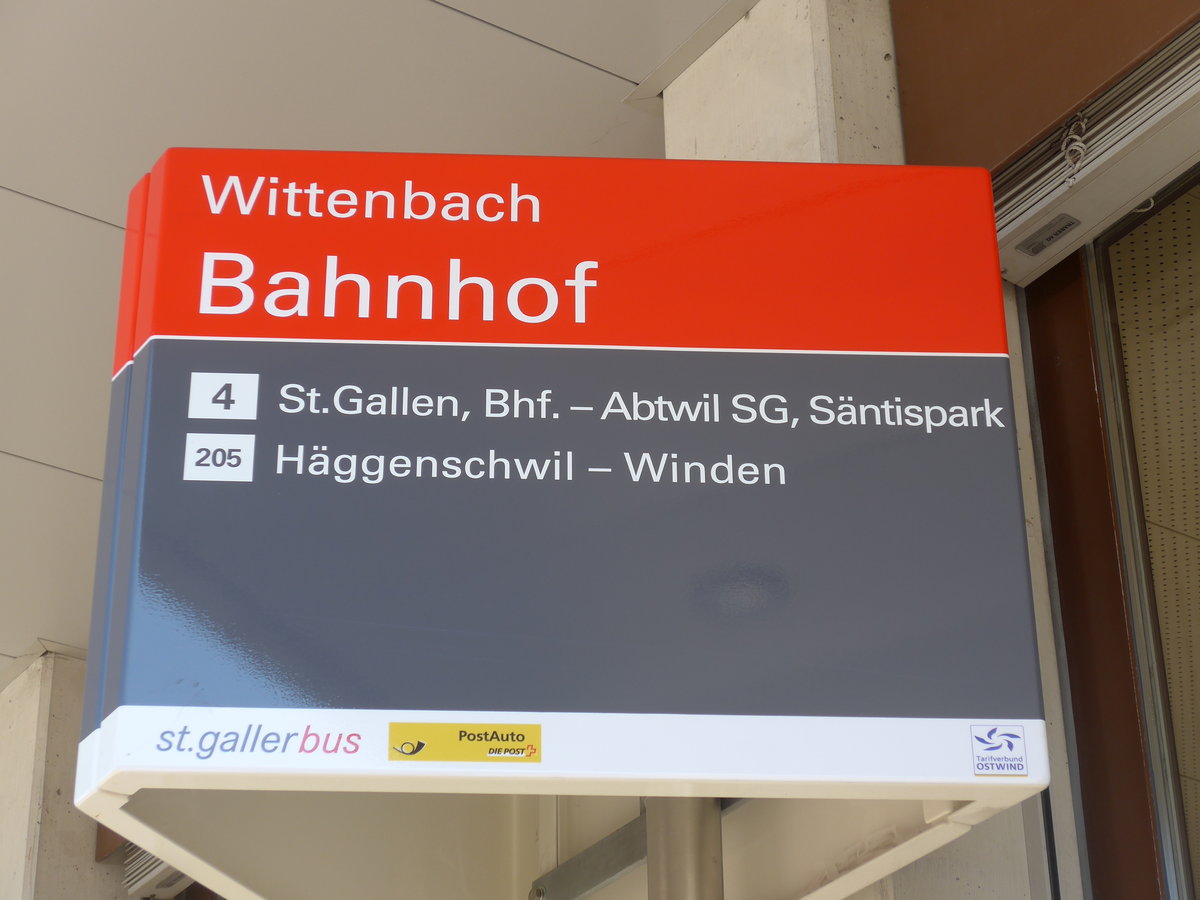 Wittenbach
Bahnhof
4 St.Gallen, Bhf. – Abtwil SG, Säntispark
205 Häggenschwil – Winden
st.gallerbus
PostAuto
DIE POST
Tarifverbund
OSTWIND